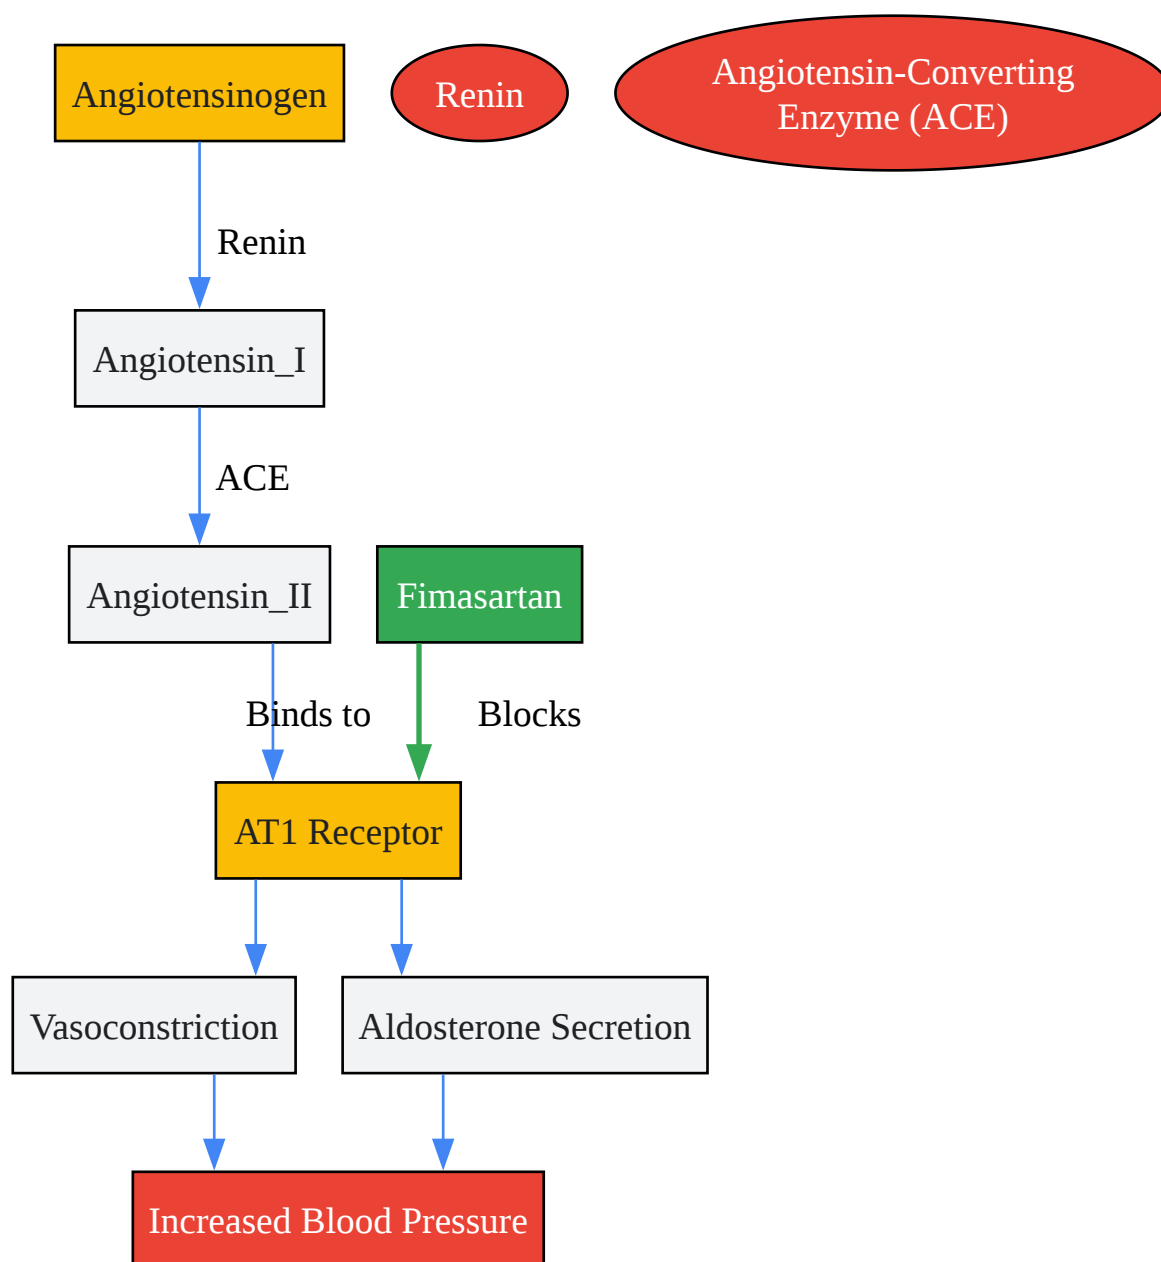 Angiotensinogen
Renin
Angiotensin-Converting
Enzyme (ACE)
Renin
Angiotensin_I
ACE
Angiotensin_II
Fimasartan
Binds to
Blocks
AT1 Receptor
Vasoconstriction
Aldosterone Secretion
Increased Blood Pressure